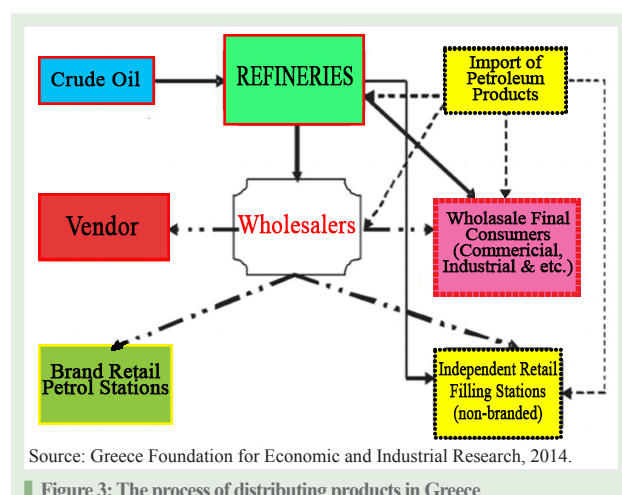 Crude Oil
REFINERIES
Import of
Petroleum
Products
Vendor
Wholesalers
Wholasale Final
Consumers
(Commericial,
Industrial & etc.)
Brand Retail
Petrol Stations
Independent Retail
Filling Stations
(non-branded)
Source: Greece Foundation for Economic and Industrial Research, 2014.
Figure 3: The process of distributing products in Greece